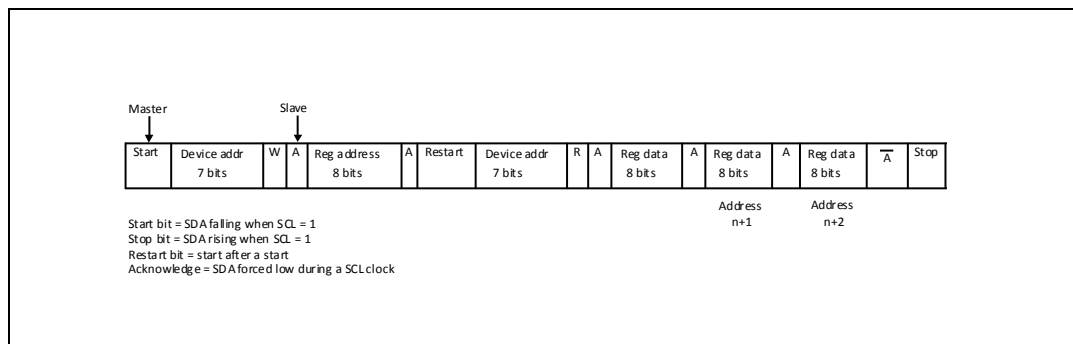 Master Slave
Start Device addr W A Reg address A Restart Device addr R A Reg data A Reg data A Reg data A Stop
7 bits 8 bits 7 bits 8 bits 8 bits 8 bits
Address Address
n+1 n+2
Start bit = SDA falling when SCL = 1
Stop bit = SDA rising when SCL = 1
Restart bit = start after a start
Acknowledge = SDA forced low during a SCL clock